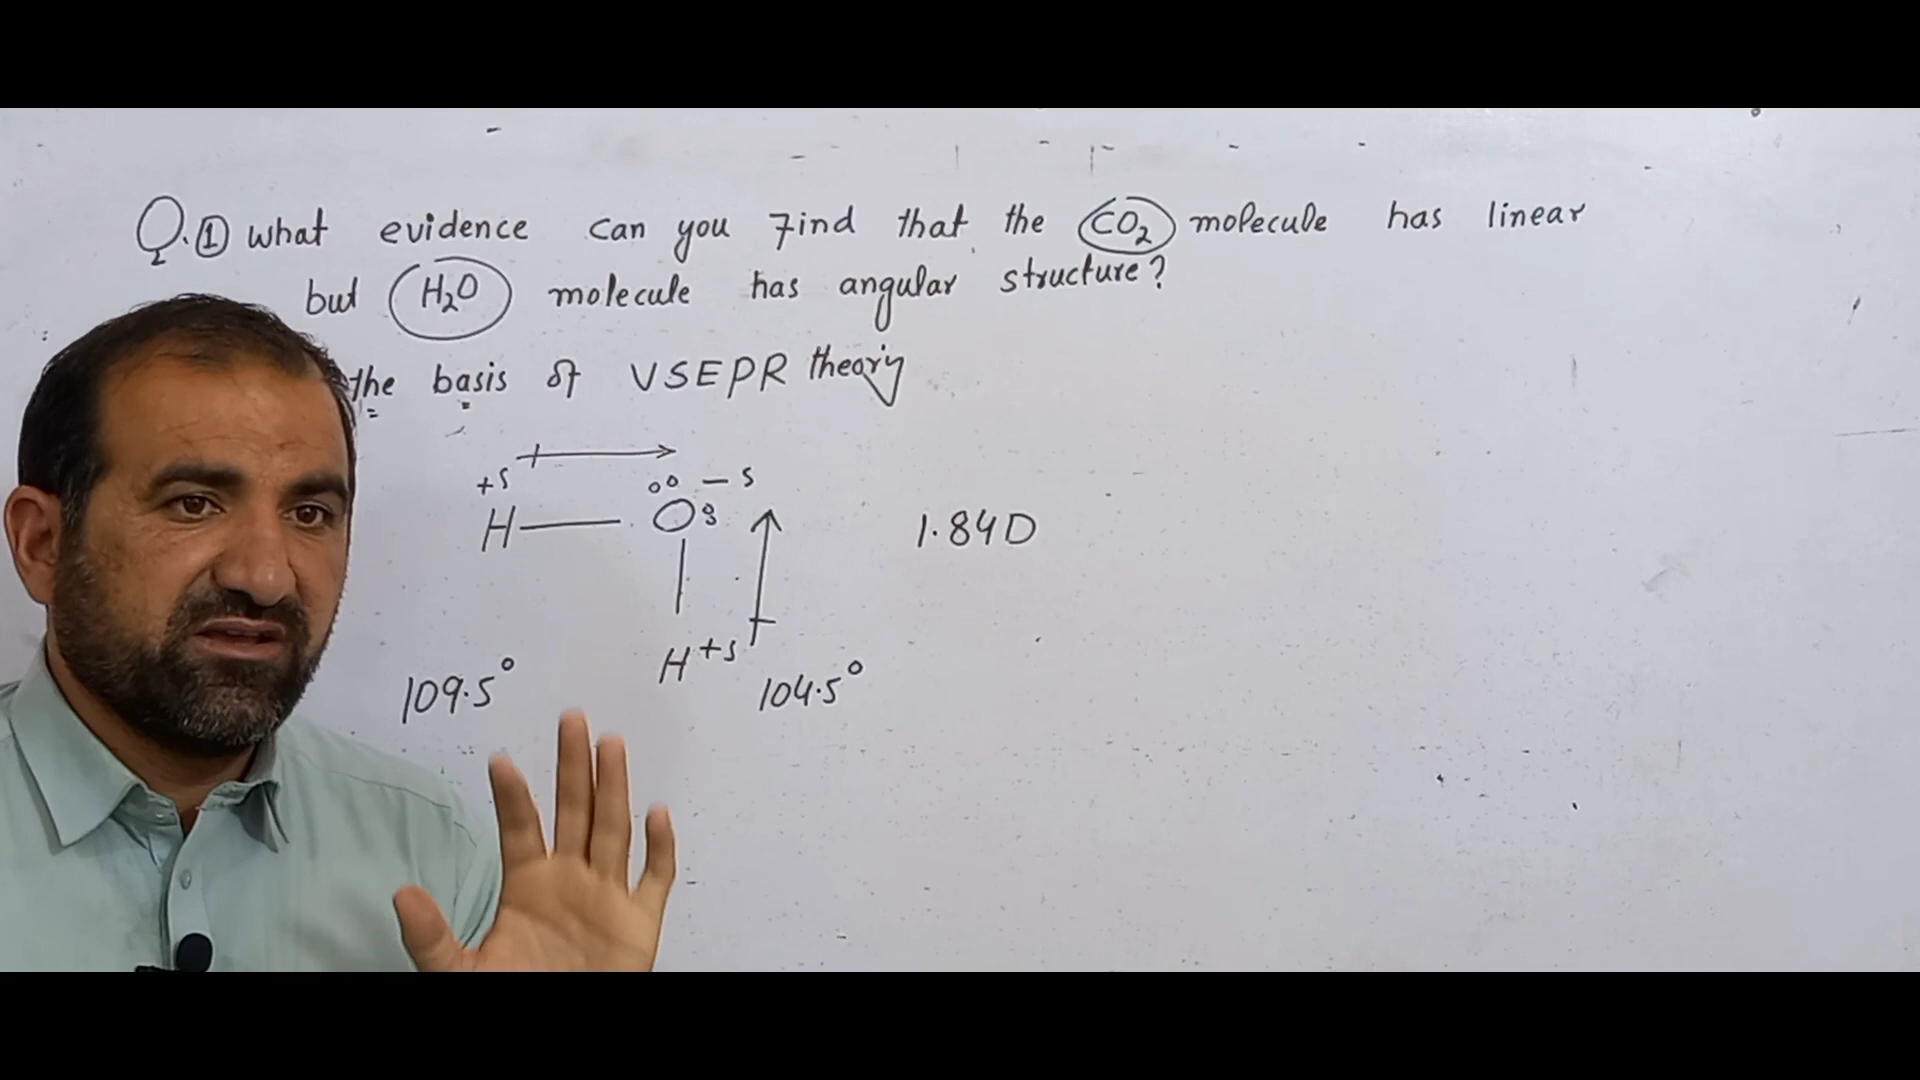 Q.① What evidence can you find that the CO₂ molecule has linear
but H₂O molecule has angular structure?
the basis of VSEPR theory
+δ −δ
H — O 1.84D
H +δ
109.5° 104.5°